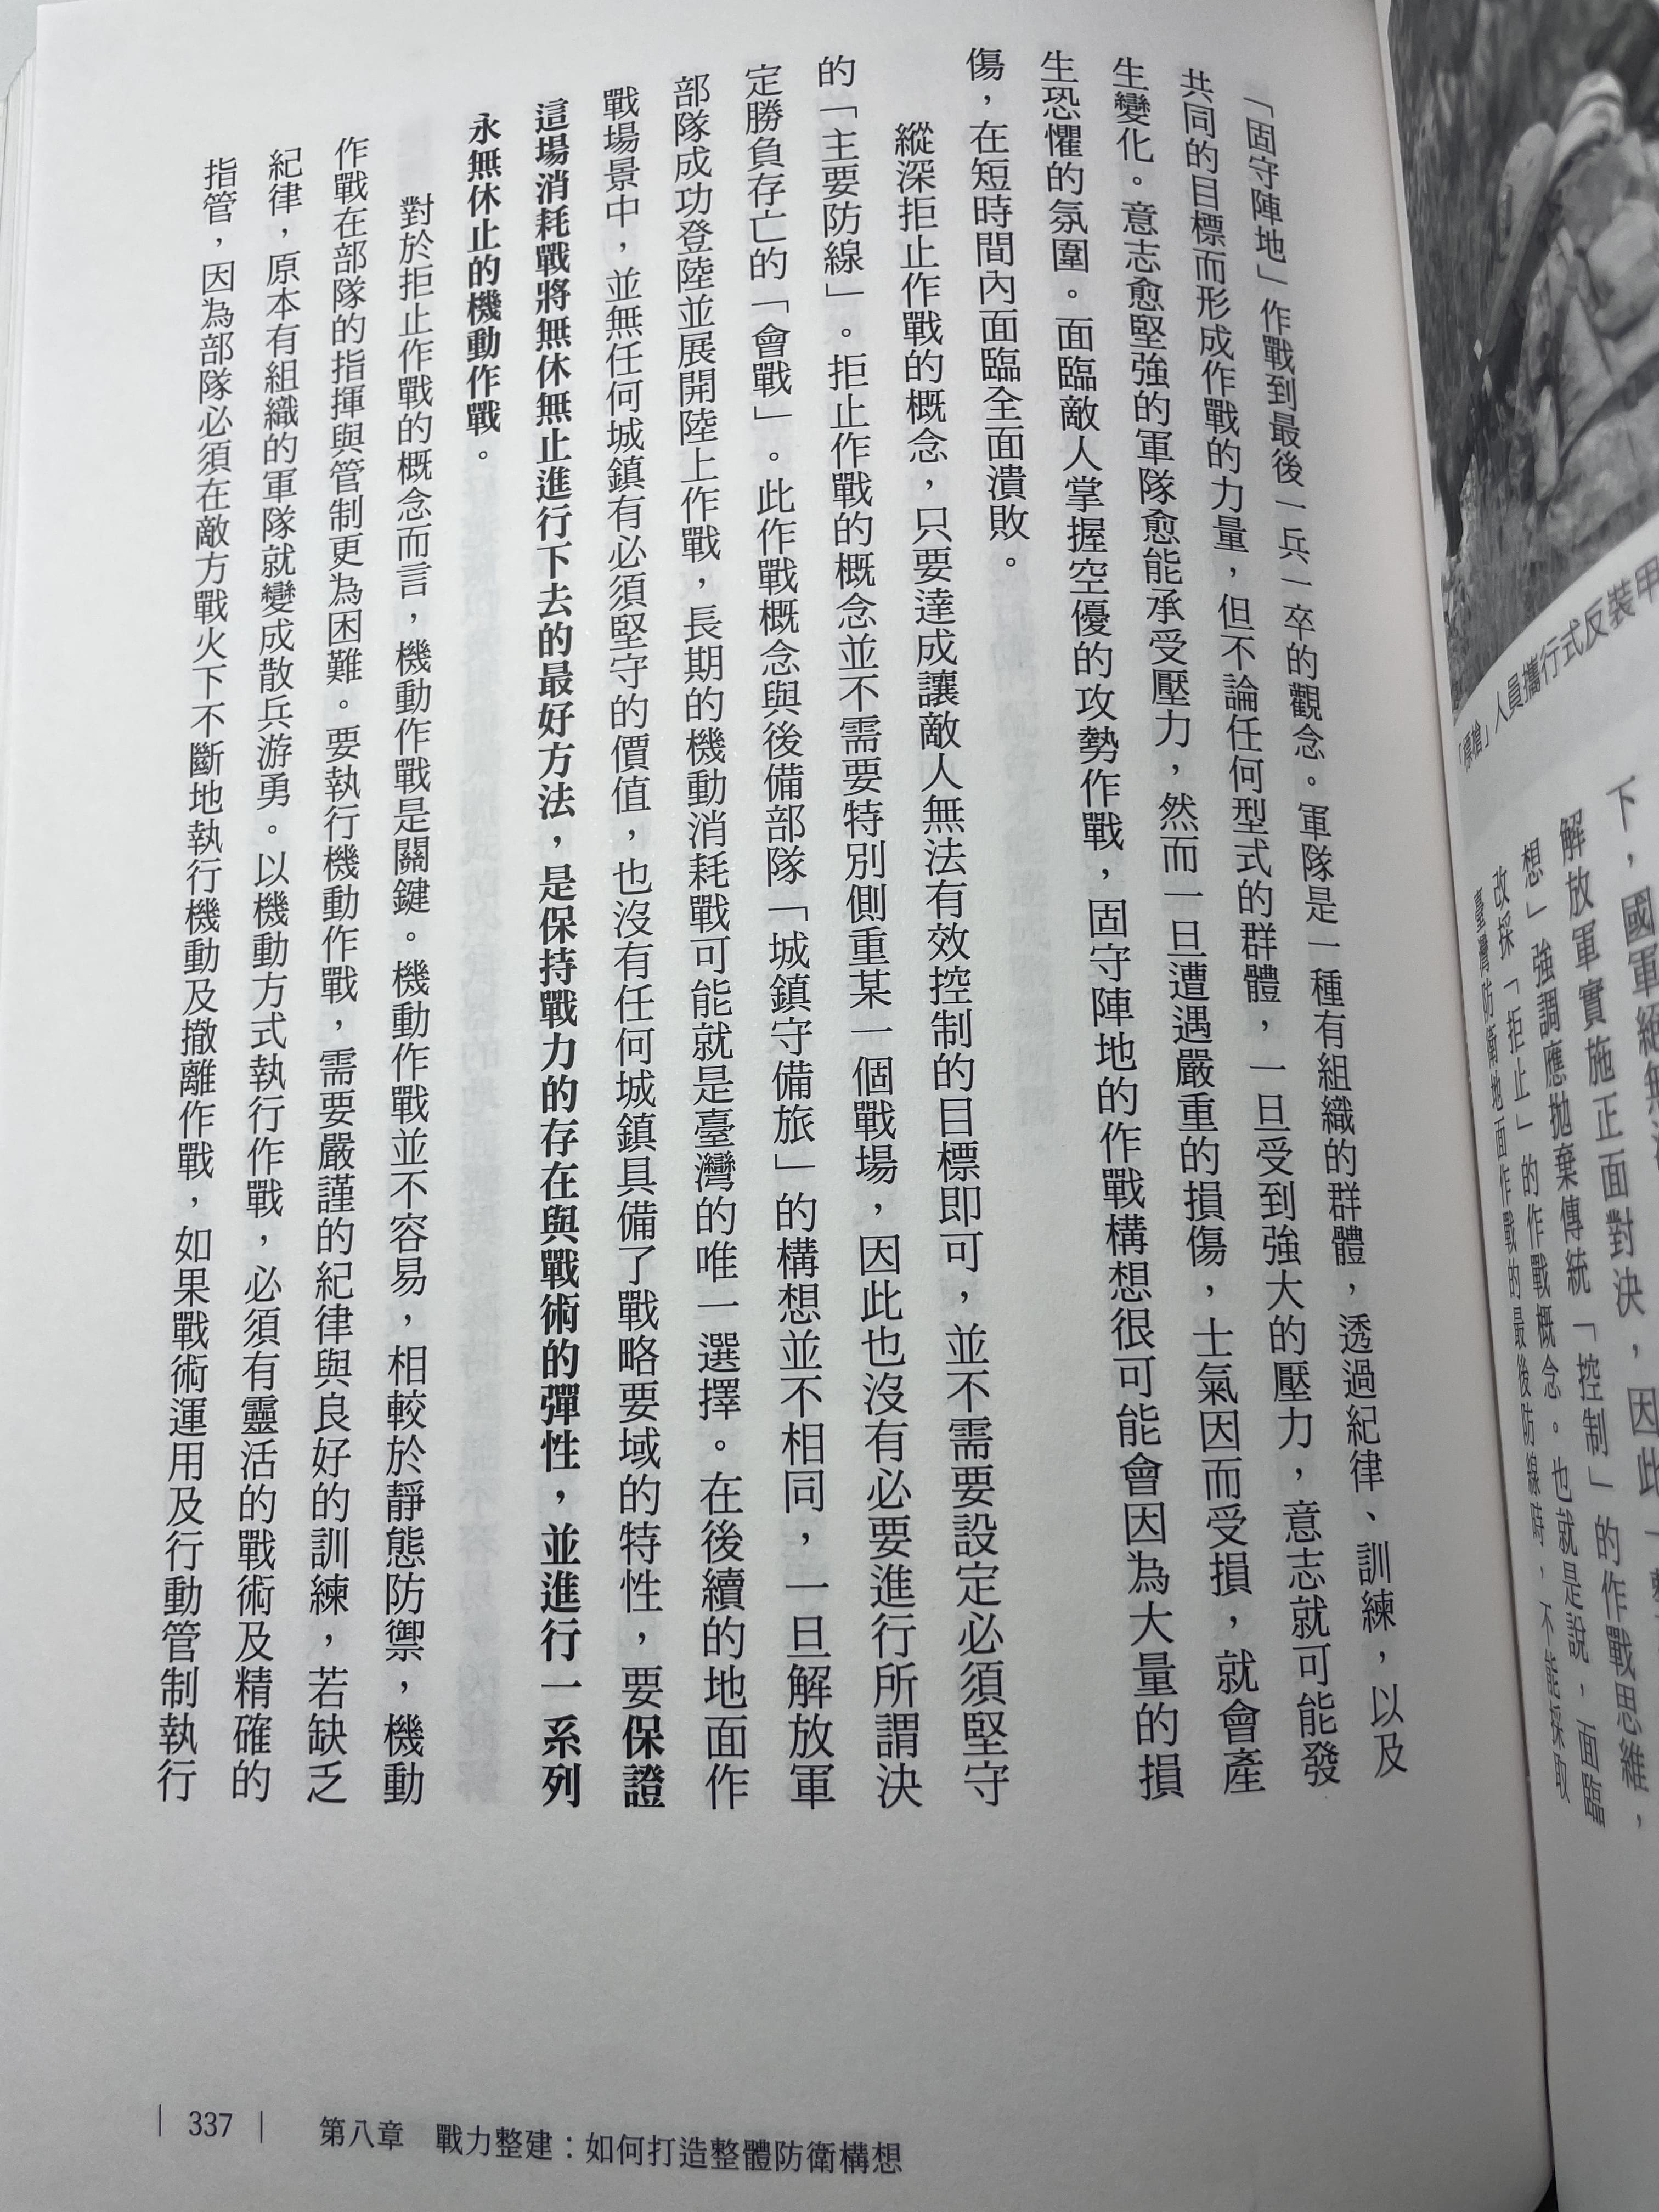 「標槍」人員攜行式反裝甲
下，國軍絕無
解放軍實施正面對決，因此，
想」強調應拋棄傳統「控制」的作戰思維，
改採「拒止」的作戰概念。也就是說，面臨
臺灣防衛地面作戰的最後防線時，不能採取
「固守陣地」作戰到最後一兵一卒的觀念。軍隊是一種有組織的群體，透過紀律、訓練，以及
共同的目標而形成作戰的力量，但不論任何型式的群體，一旦受到強大的壓力，意志就可能發
生變化。意志愈堅強的軍隊愈能承受壓力，然而一旦遭遇嚴重的損傷，士氣因而受損，就會產
生恐懼的氛圍。面臨敵人掌握空優的攻勢作戰，固守陣地的作戰構想很可能會因為大量的損
傷，在短時間內面臨全面潰敗。
縱深拒止作戰的概念，只要達成讓敵人無法有效控制的目標即可，並不需要設定必須堅守
的「主要防線」。拒止作戰的概念並不需要特別側重某一個戰場，因此也沒有必要進行所謂決
定勝負存亡的「會戰」。此作戰概念與後備部隊「城鎮守備旅」的構想並不相同，一旦解放軍
部隊成功登陸並展開陸上作戰，長期的機動消耗戰可能就是臺灣的唯一選擇。在後續的地面作
戰場景中，並無任何城鎮有必須堅守的價值，也沒有任何城鎮具備了戰略要域的特性，要保證
這場消耗戰將無休無止進行下去的最好方法，是保持戰力的存在與戰術的彈性，並進行一系列
永無休止的機動作戰。
對於拒止作戰的概念而言，機動作戰是關鍵。機動作戰並不容易，相較於靜態防禦，機動
作戰在部隊的指揮與管制更為困難。要執行機動作戰，需要嚴謹的紀律與良好的訓練，若缺乏
紀律，原本有組織的軍隊就變成散兵游勇。以機動方式執行作戰，必須有靈活的戰術及精確的
指管，因為部隊必須在敵方戰火下不斷地執行機動及撤離作戰，如果戰術運用及行動管制執行
| 337 | 第八章 戰力整建：如何打造整體防衛構想